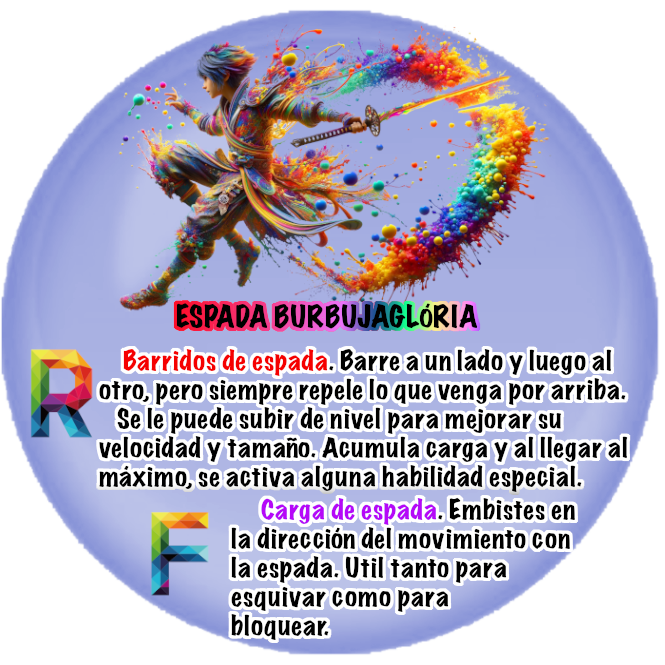 ESPADA BURBUJAGLÓRIA
R
Barridos de espada. Barre a un lado y luego al
otro, pero siempre repele lo que venga por arriba.
Se le puede subir de nivel para mejorar su
velocidad y tamaño. Acumula carga y al llegar al
máximo, se activa alguna habilidad especial.
F
Carga de espada. Embistes en
la dirección del movimiento con
la espada. Util tanto para
esquivar como para
bloquear.